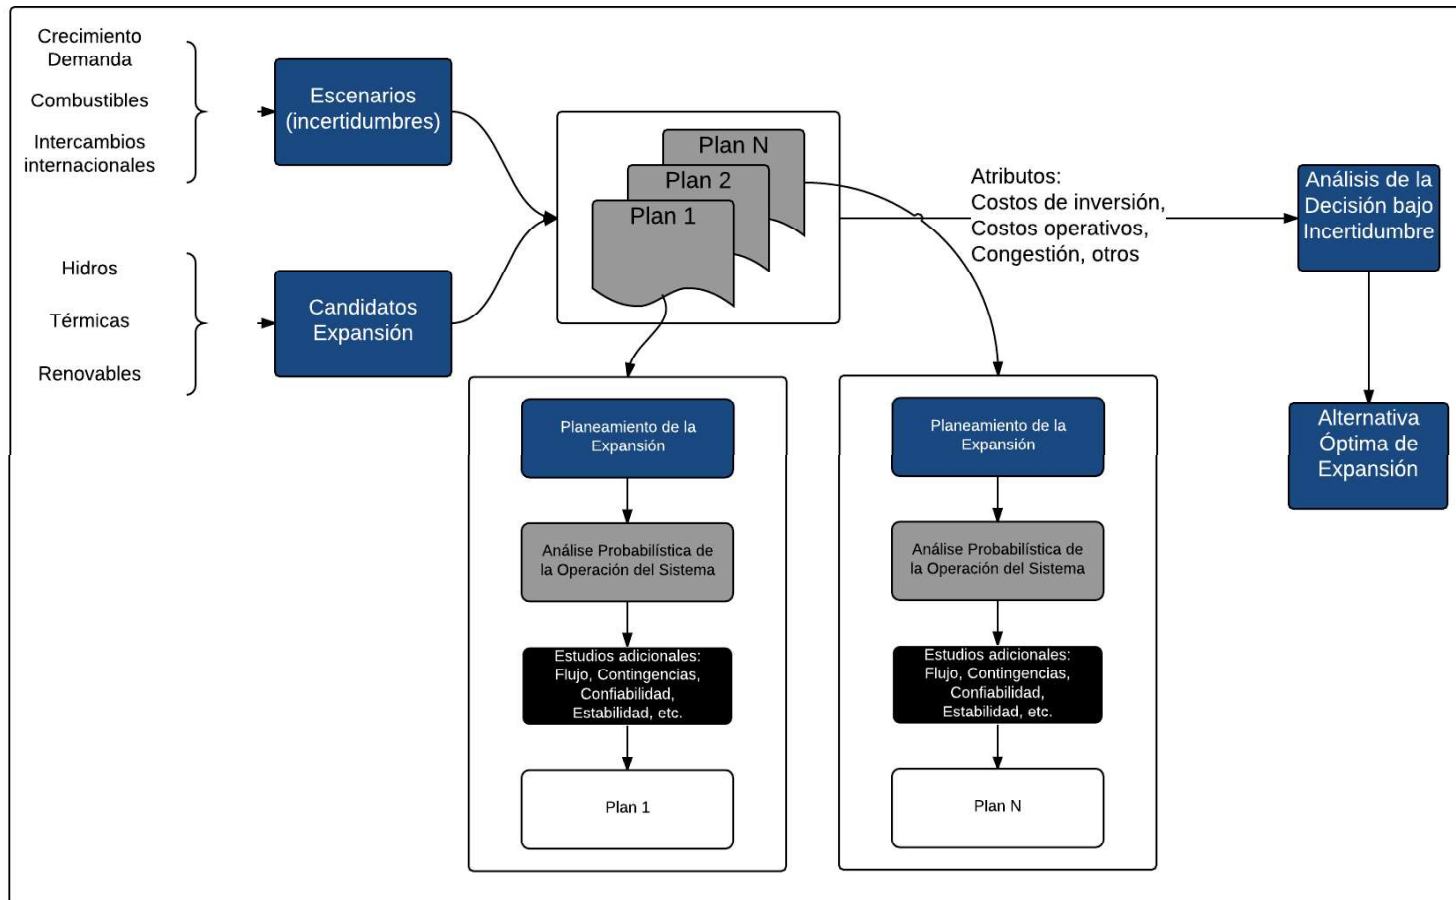 Crecimiento
Demanda
Combustibles
Intercambios
internacionales
Escenarios
(incertidumbres)
Hidros
Térmicas
Renovables
Candidatos
Expansión
Plan N
Plan 2
Plan 1
Atributos:
Costos de inversión,
Costos operativos,
Congestión, otros
Análisis de la
Decisión bajo
Incertidumbre
Alternativa
Óptima de
Expansión
Planeamiento de la
Expansión
Análise Probabilística de
la Operación del Sistema
Estudios adicionales:
Flujo, Contingencias,
Confiabilidad,
Estabilidad, etc.
Plan 1
Planeamiento de la
Expansión
Análise Probabilística de
la Operación del Sistema
Estudios adicionales:
Flujo, Contingencias,
Confiabilidad,
Estabilidad, etc.
Plan N